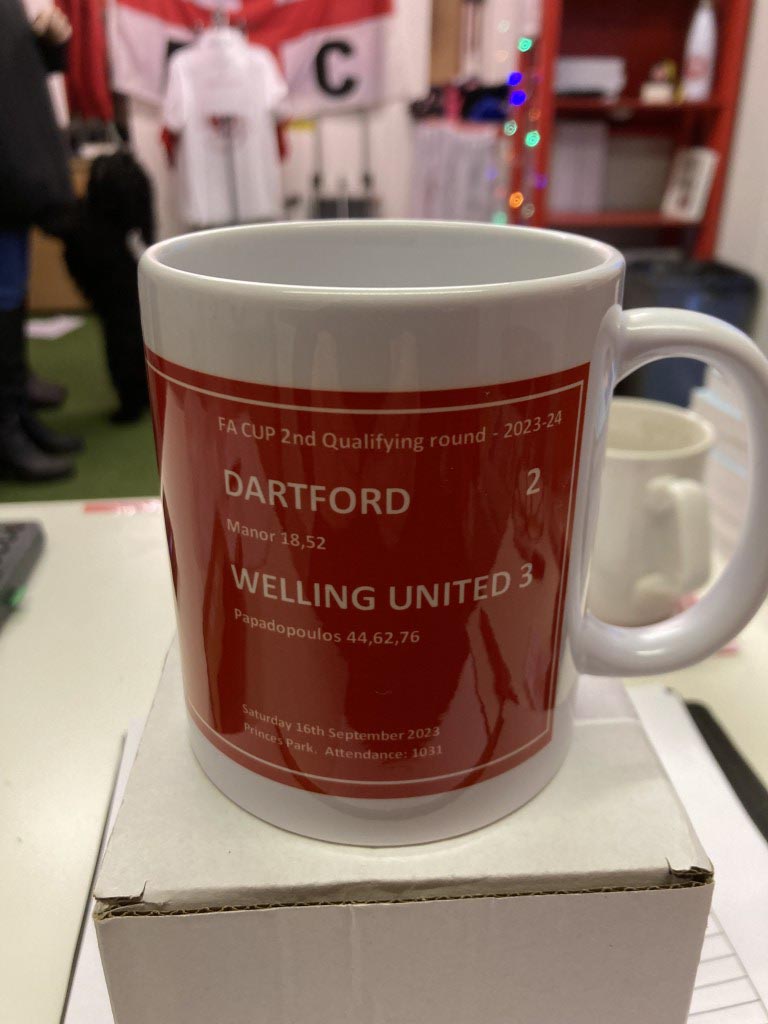 C
FA CUP 2nd Qualifying round - 2023-24
DARTFORD 2
Manor 18,52
WELLING UNITED 3
Papadopoulos 44,62,76
Saturday 16th September 2023
Princes Park. Attendance: 1031